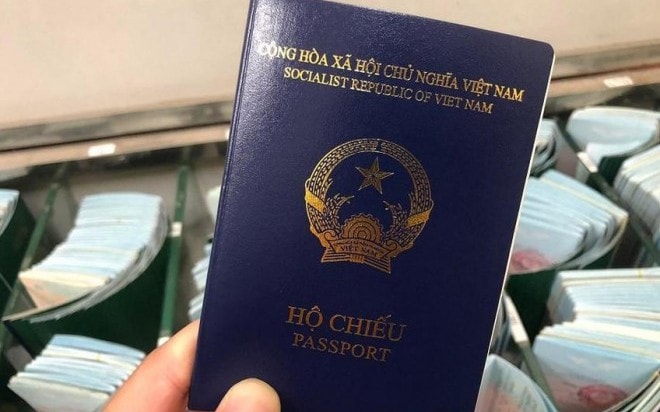 CỘNG HÒA XÃ HỘI CHỦ NGHĨA VIỆT NAM
SOCIALIST REPUBLIC OF VIET NAM
VIỆT NAM
HỘ CHIẾU
PASSPORT